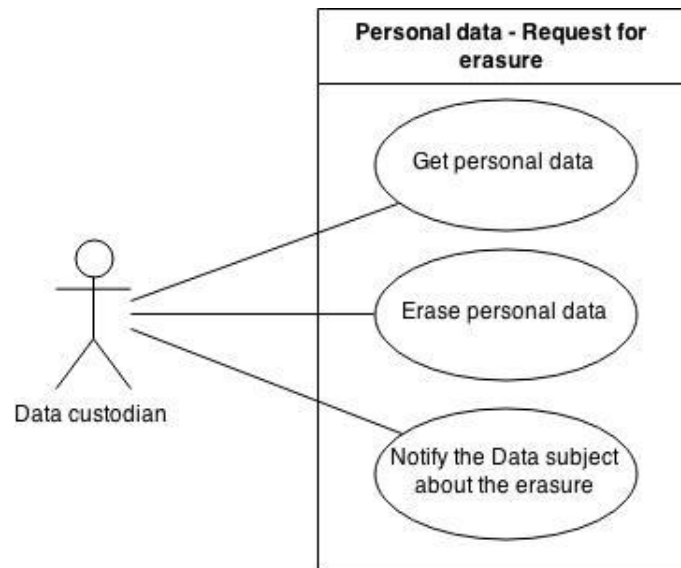 Personal data - Request for
erasure
Get personal data
Erase personal data
Data custodian
Notify the Data subject
about the erasure